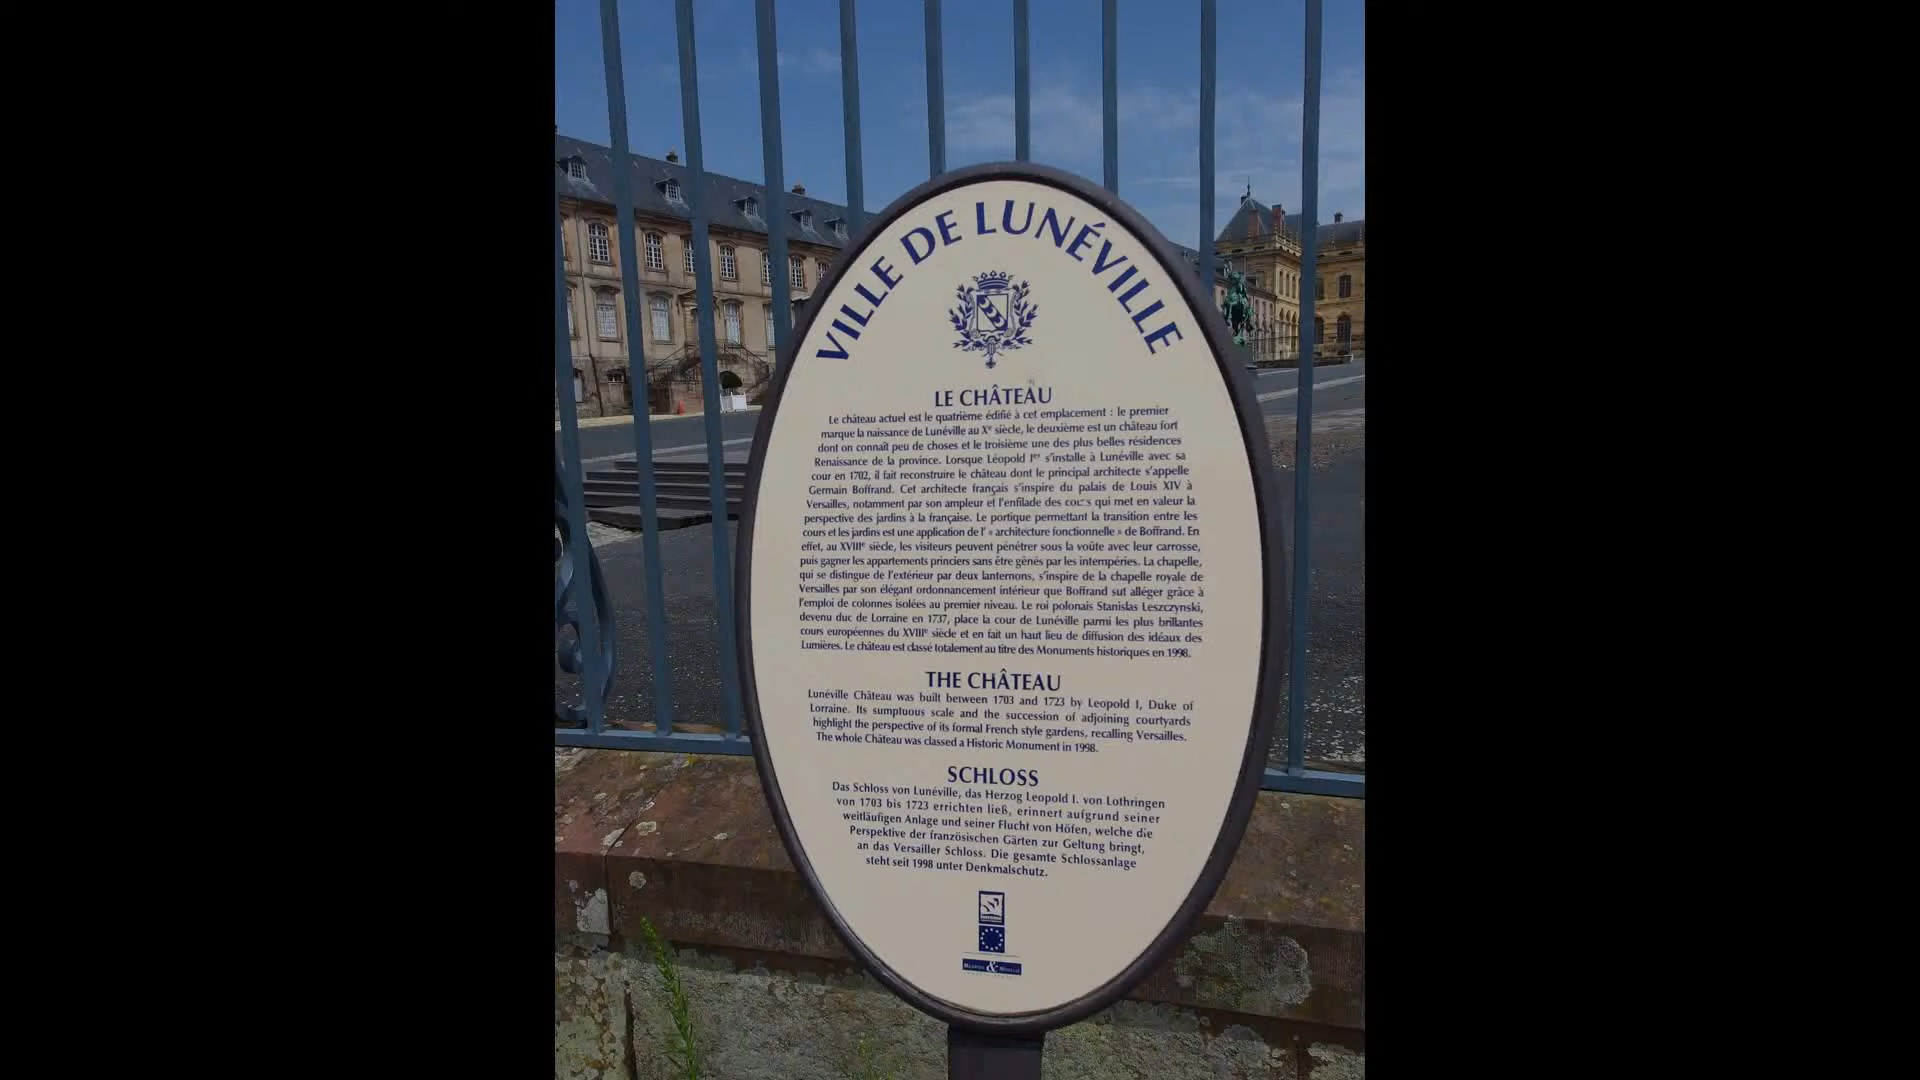 VILLE DE LUNÉVILLE
LE CHÂTEAU
Le château actuel est le quatrième édifié à cet emplacement : le premier
marque la naissance de Lunéville au Xe siècle, le deuxième est un château fort
dont on connaît peu de choses et le troisième une des plus belles résidences
Renaissance de la province. Lorsque Léopold Ier s'installe à Lunéville avec sa
cour en 1702, il fait reconstruire le château dont le principal architecte s'appelle
Germain Boffrand. Cet architecte français s'inspire du palais de Louis XIV à
Versailles, notamment par son ampleur et l'enfilade des cours qui met en valeur la
perspective des jardins à la française. Le portique permettant la transition entre les
cours et les jardins est une application de l' « architecture fonctionnelle » de Boffrand. En
effet, au XVIIIe siècle, les visiteurs peuvent pénétrer sous la voûte avec leur carrosse,
puis gagner les appartements princiers sans être gênés par les intempéries. La chapelle,
qui se distingue de l'extérieur par deux lanternons, s'inspire de la chapelle royale de
Versailles par son élégant ordonnancement intérieur que Boffrand sut alléger grâce à
l'emploi de colonnes isolées au premier niveau. Le roi polonais Stanislas Leszczynski,
devenu duc de Lorraine en 1737, place la cour de Lunéville parmi les plus brillantes
cours européennes du XVIIIe siècle et en fait un haut lieu de diffusion des idéaux des
Lumières. Le château est classé totalement au titre des Monuments historiques en 1998.
THE CHÂTEAU
Lunéville Château was built between 1703 and 1723 by Leopold I, Duke of
Lorraine. Its sumptuous scale and the succession of adjoining courtyards
highlight the perspective of its formal French style gardens, recalling Versailles.
The whole Château was classed a Historic Monument in 1998.
SCHLOSS
Das Schloss von Lunéville, das Herzog Leopold I. von Lothringen
von 1703 bis 1723 errichten ließ, erinnert aufgrund seiner
weitläufigen Anlage und seiner Flucht von Höfen, welche die
Perspektive der französischen Gärten zur Geltung bringt,
an das Versailler Schloss. Die gesamte Schlossanlage
steht seit 1998 unter Denkmalschutz.